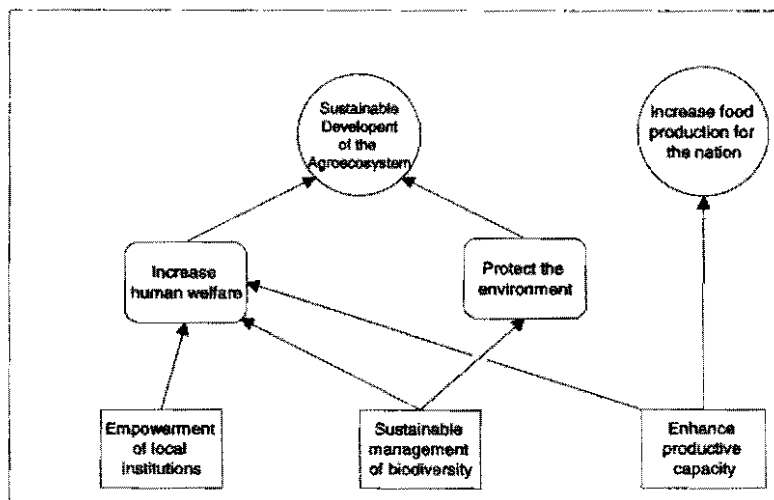 Sustainable
Developent
of the
Agroecosystem
Increase food
production for
the nation
Increase
human welfare
Protect the
environment
Empowerment
of local
institutions
Sustainable
management
of biodiversity
Enhance
productive
capacity